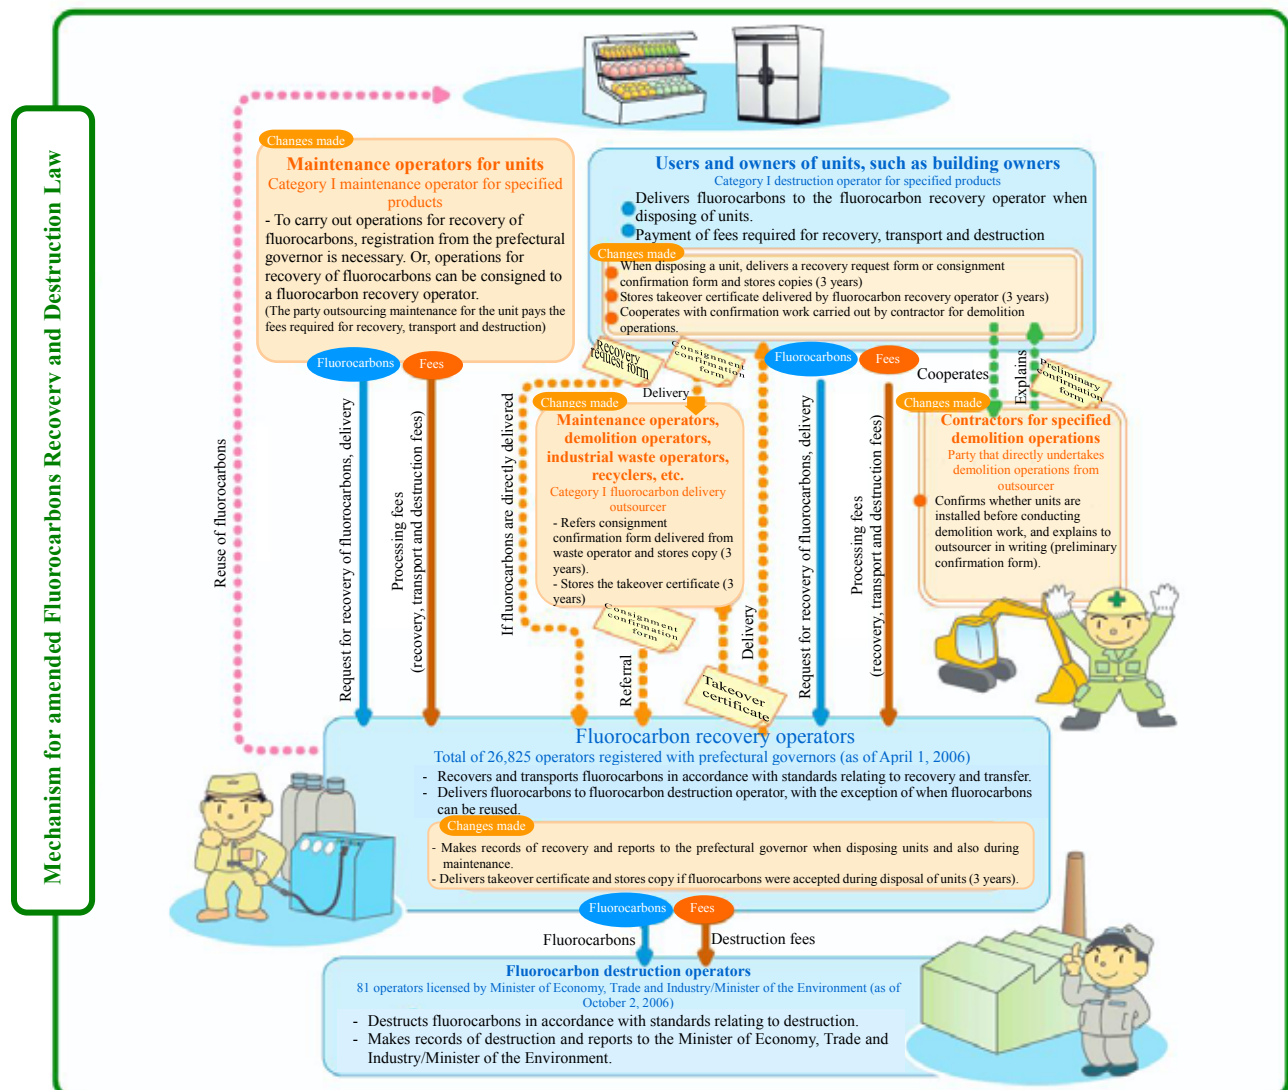 Mechanism for amended Fluorocarbons Recovery and Destruction Law
Changes made
Maintenance operators for units
Category I maintenance operator for specified
products
- To carry out operations for recovery of
fluorocarbons, registration from the prefectural
governor is necessary. Or, operations for
recovery of fluorocarbons can be consigned to
a fluorocarbon recovery operator.
(The party outsourcing maintenance for the unit pays the
fees required for recovery, transport and destruction)
Fluorocarbons
Fees
Users and owners of units, such as building owners
Category I destruction operator for specified products
Delivers fluorocarbons to the fluorocarbon recovery operator when
disposing of units.
Payment of fees required for recovery, transport and destruction
Changes made
When disposing a unit, delivers a recovery request form or consignment
confirmation form and stores copies (3 years)
Stores takeover certificate delivered by fluorocarbon recovery operator (3 years)
Cooperates with confirmation work carried out by contractor for demolition
operations.
Recovery
request form
Consignment
confirmation
form
Delivery
Fluorocarbons
Fees
Cooperates
Explains
Preliminary
confirmation
form
Changes made
Maintenance operators,
demolition operators,
industrial waste operators,
recyclers, etc.
Category I fluorocarbon delivery
outsourcer
- Refers consignment
confirmation form delivered from
waste operator and stores copy (3
years).
- Stores the takeover certificate (3
years)
Changes made
Contractors for specified
demolition operations
Party that directly undertakes
demolition operations from
outsourcer
Confirms whether units are
installed before conducting
demolition work, and explains to
outsourcer in writing (preliminary
confirmation form).
Reuse of fluorocarbons
Request for recovery of fluorocarbons, delivery
Processing fees
(recovery, transport and destruction fees)
If fluorocarbons are directly delivered
Consignment
confirmation
form
Referral
Takeover
certificate
Delivery
Request for recovery of fluorocarbons, delivery
Processing fees
(recovery, transport and destruction fees)
Fluorocarbon recovery operators
Total of 26,825 operators registered with prefectural governors (as of April 1, 2006)
- Recovers and transports fluorocarbons in accordance with standards relating to recovery and transfer.
- Delivers fluorocarbons to fluorocarbon destruction operator, with the exception of when fluorocarbons
can be reused.
Changes made
- Makes records of recovery and reports to the prefectural governor when disposing units and also during
maintenance.
- Delivers takeover certificate and stores copy if fluorocarbons were accepted during disposal of units (3 years).
Fluorocarbons
Fees
Fluorocarbons
Destruction fees
Fluorocarbon destruction operators
81 operators licensed by Minister of Economy, Trade and Industry/Minister of the Environment (as of
October 2, 2006)
- Destructs fluorocarbons in accordance with standards relating to destruction.
- Makes records of destruction and reports to the Minister of Economy, Trade and
Industry/Minister of the Environment.